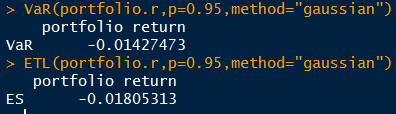 > VaR(portfolio.r,p=0.95,method="gaussian")
portfolio return
VaR -0.01427473
> ETL(portfolio.r,p=0.95,method="gaussian")
portfolio return
ES -0.01805313